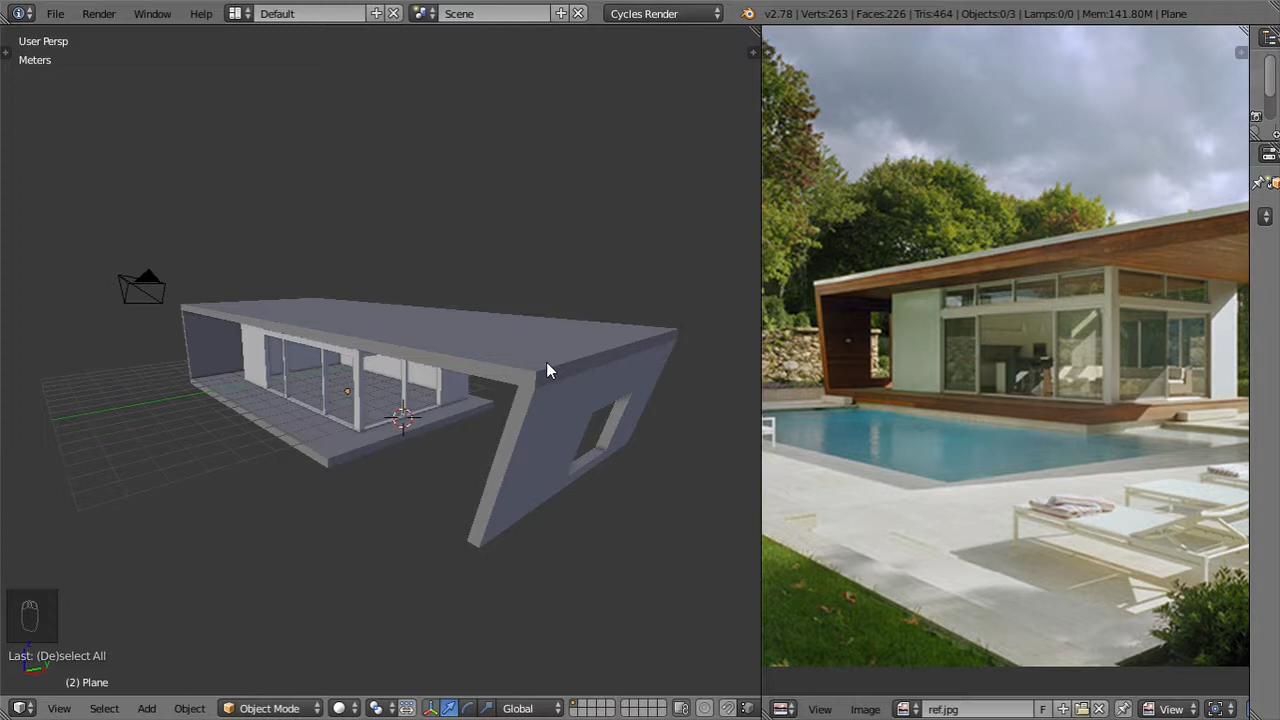 File Render Window Help Default Scene Cycles Render v2.78 | Verts:263 | Faces:226 | Tris:464 | Objects:0/3 | Lamps:0/0 | Mem:141.80M | Plane
User Persp
Meters
Last: (De)select All
(2) Plane
View Select Add Object Object Mode Global View Image ref.jpg F View